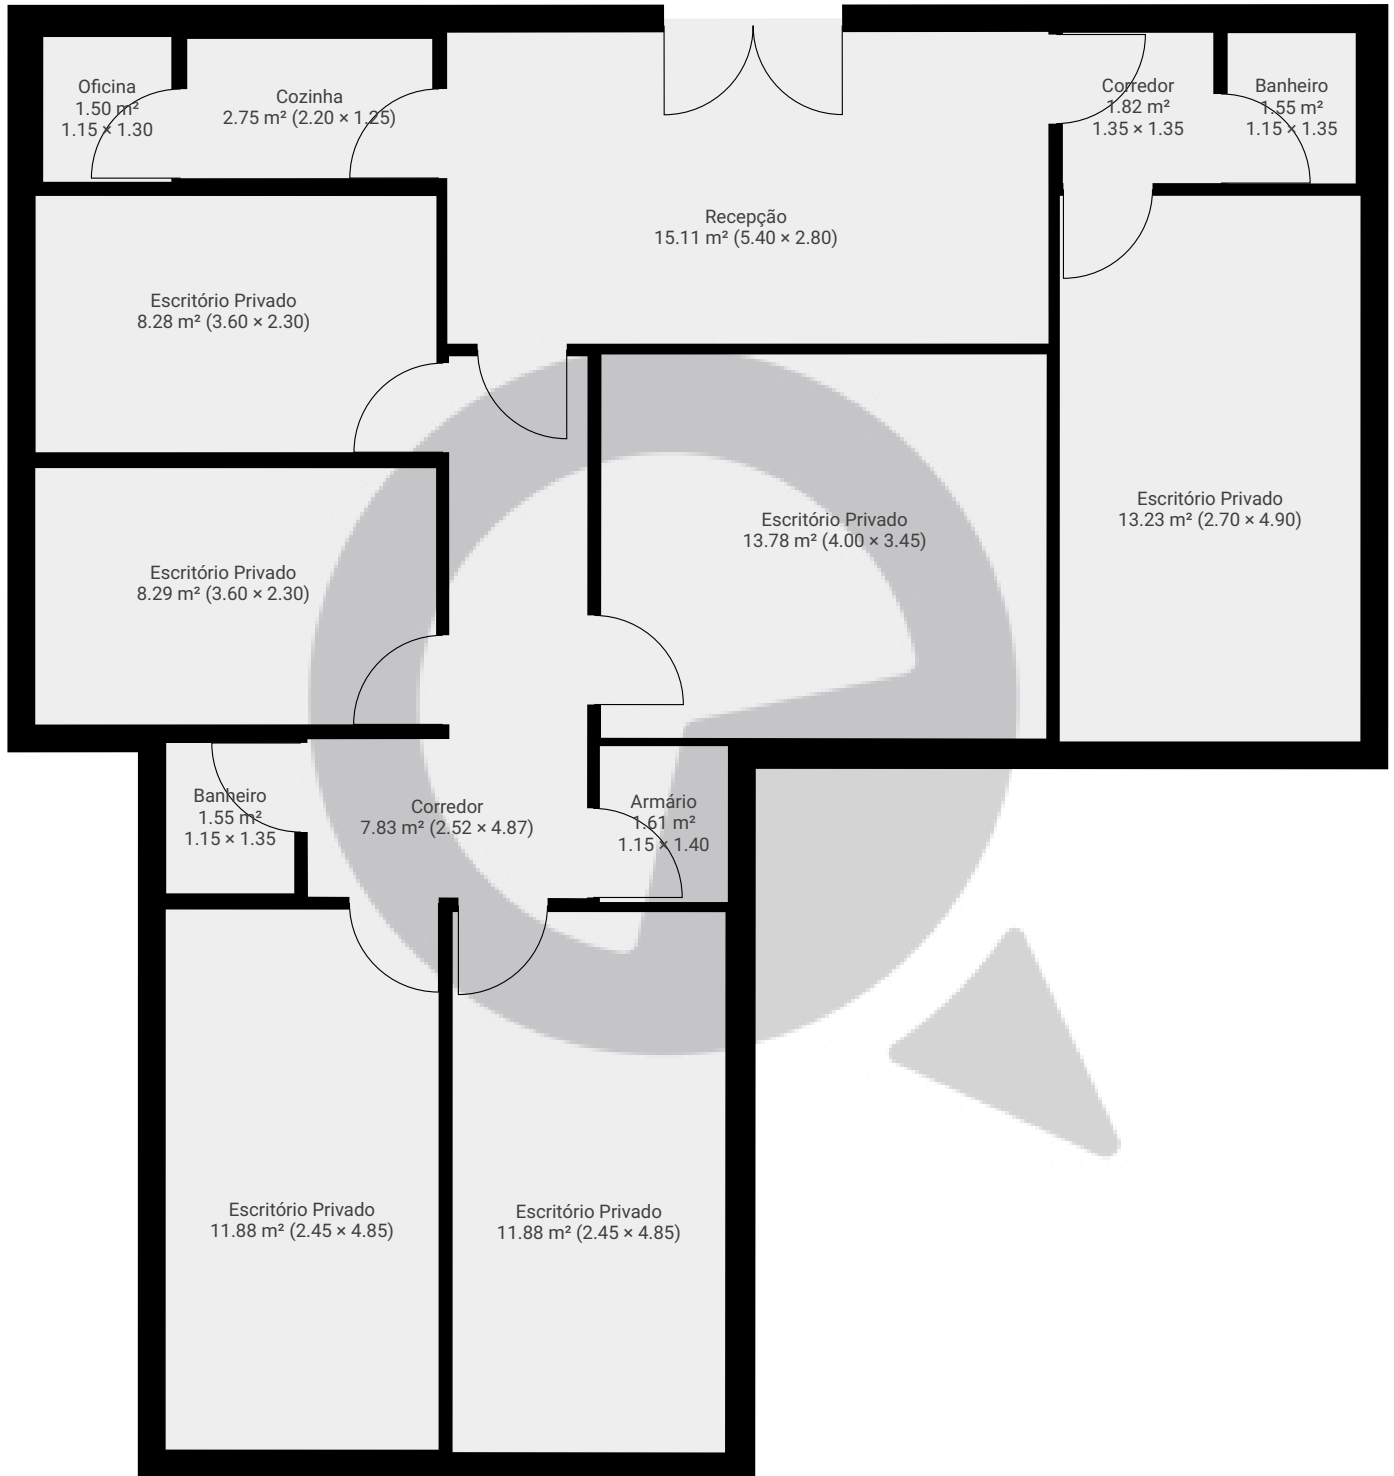 Oficina
1.50 m²
1.15 × 1.30
Cozinha
2.75 m² (2.20 × 1.25)
Corredor
1.82 m²
1.35 × 1.35
Banheiro
1.55 m²
1.15 × 1.35
Recepção
15.11 m² (5.40 × 2.80)
Escritório Privado
8.28 m² (3.60 × 2.30)
Escritório Privado
13.23 m² (2.70 × 4.90)
Escritório Privado
13.78 m² (4.00 × 3.45)
Escritório Privado
8.29 m² (3.60 × 2.30)
Banheiro
1.55 m²
1.15 × 1.35
Corredor
7.83 m² (2.52 × 4.87)
Armário
1.61 m²
1.15 × 1.40
Escritório Privado
11.88 m² (2.45 × 4.85)
Escritório Privado
11.88 m² (2.45 × 4.85)